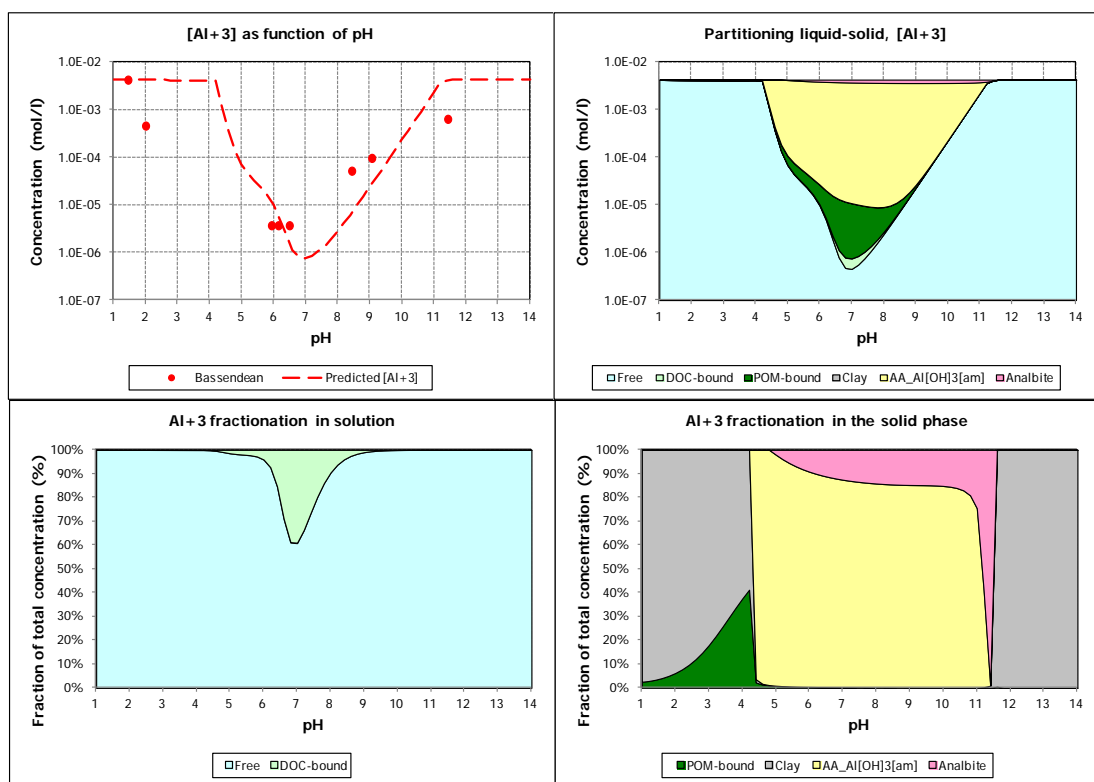 [Al+3] as function of pH
Concentration (mol/l)
1.0E-02
1.0E-03
1.0E-04
1.0E-05
1.0E-06
1.0E-07
1 2 3 4 5 6 7 8 9 10 11 12 13 14
pH
Bassendean Predicted [Al+3]
Partitioning liquid-solid, [Al+3]
Concentration (mol/l)
1.0E-02
1.0E-03
1.0E-04
1.0E-05
1.0E-06
1.0E-07
1 2 3 4 5 6 7 8 9 10 11 12 13 14
pH
Free DOC-bound POM-bound Clay AA_Al[OH]3[am] Analbite
Al+3 fractionation in solution
Fraction of total concentration (%)
100%
90%
80%
70%
60%
50%
40%
30%
20%
10%
0%
1 2 3 4 5 6 7 8 9 10 11 12 13 14
pH
Free DOC-bound
Al+3 fractionation in the solid phase
Fraction of total concentration (%)
100%
90%
80%
70%
60%
50%
40%
30%
20%
10%
0%
1 2 3 4 5 6 7 8 9 10 11 12 13 14
pH
POM-bound Clay AA_Al[OH]3[am] Analbite